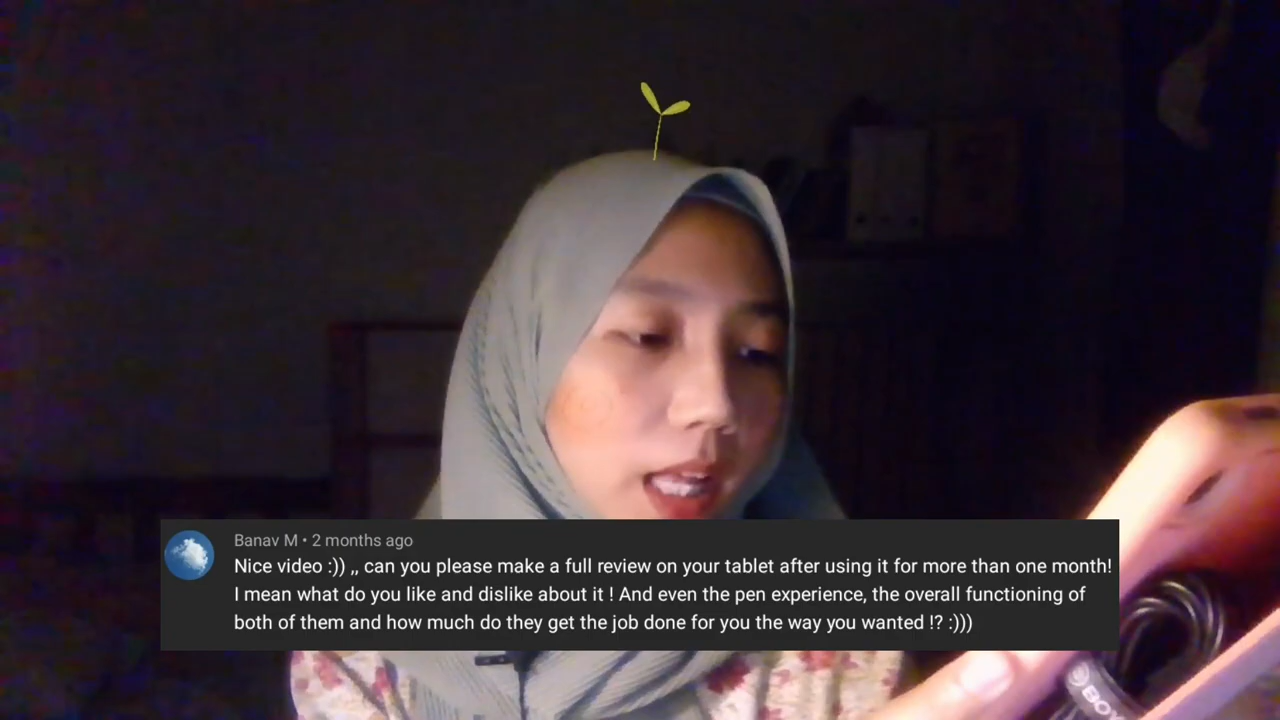 Banav M • 2 months ago
Nice video :)) ,, can you please make a full review on your tablet after using it for more than one month!
I mean what do you like and dislike about it ! And even the pen experience, the overall functioning of
both of them and how much do they get the job done for you the way you wanted !? :)))